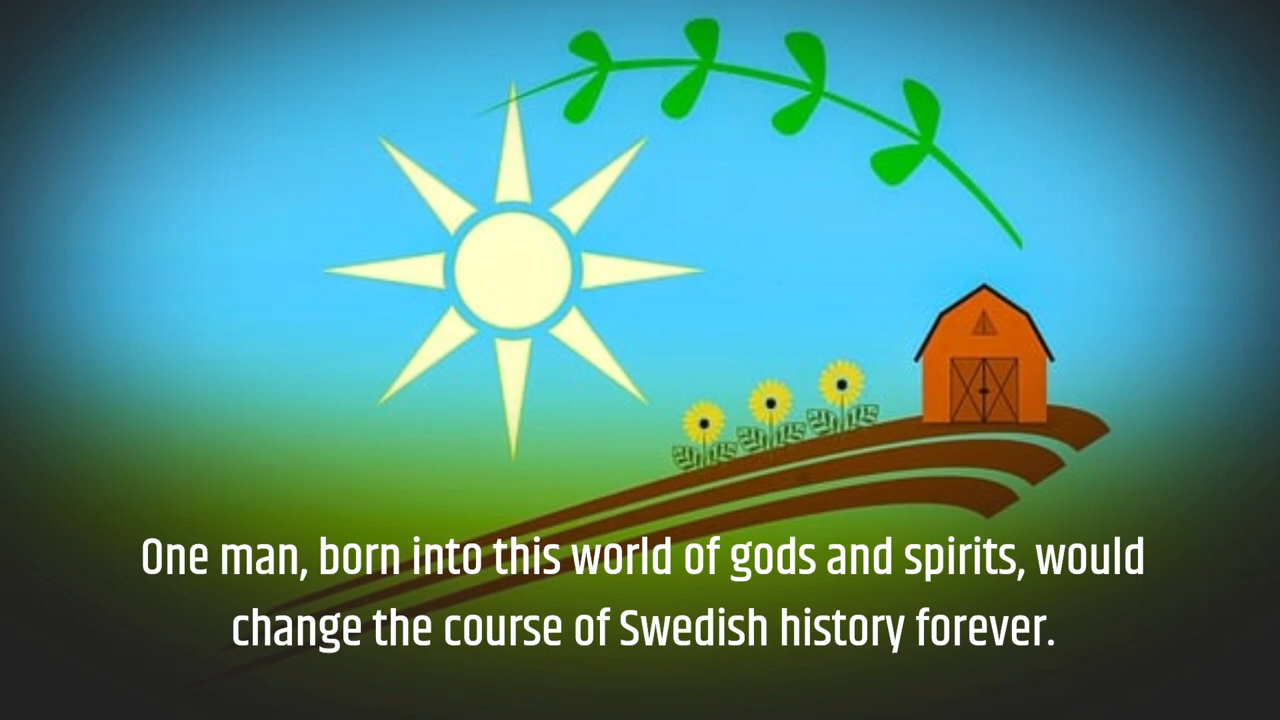 One man, born into this world of gods and spirits, would
change the course of Swedish history forever.